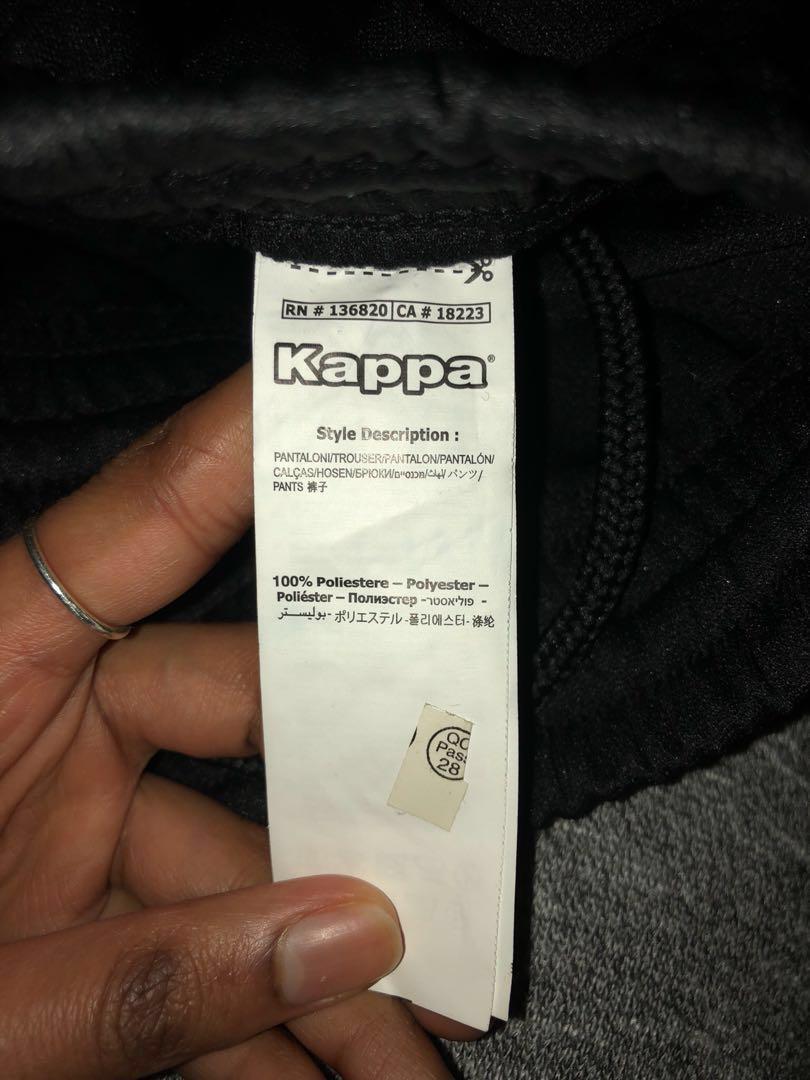 RN # 136820 CA # 18223
Kappa®
Style Description :
PANTALONI/TROUSER/PANTALON/PANTALÓN/
CALÇAS/HOSEN/БРЮКИ/מכנסיים/パンツ/
PANTS 裤子
100% Poliestere – Polyester –
Poliéster – Полиэстер -פוליאסטר -
بوليستر - ポリエステル -폴리에스터- 涤纶
QC
Pas
28